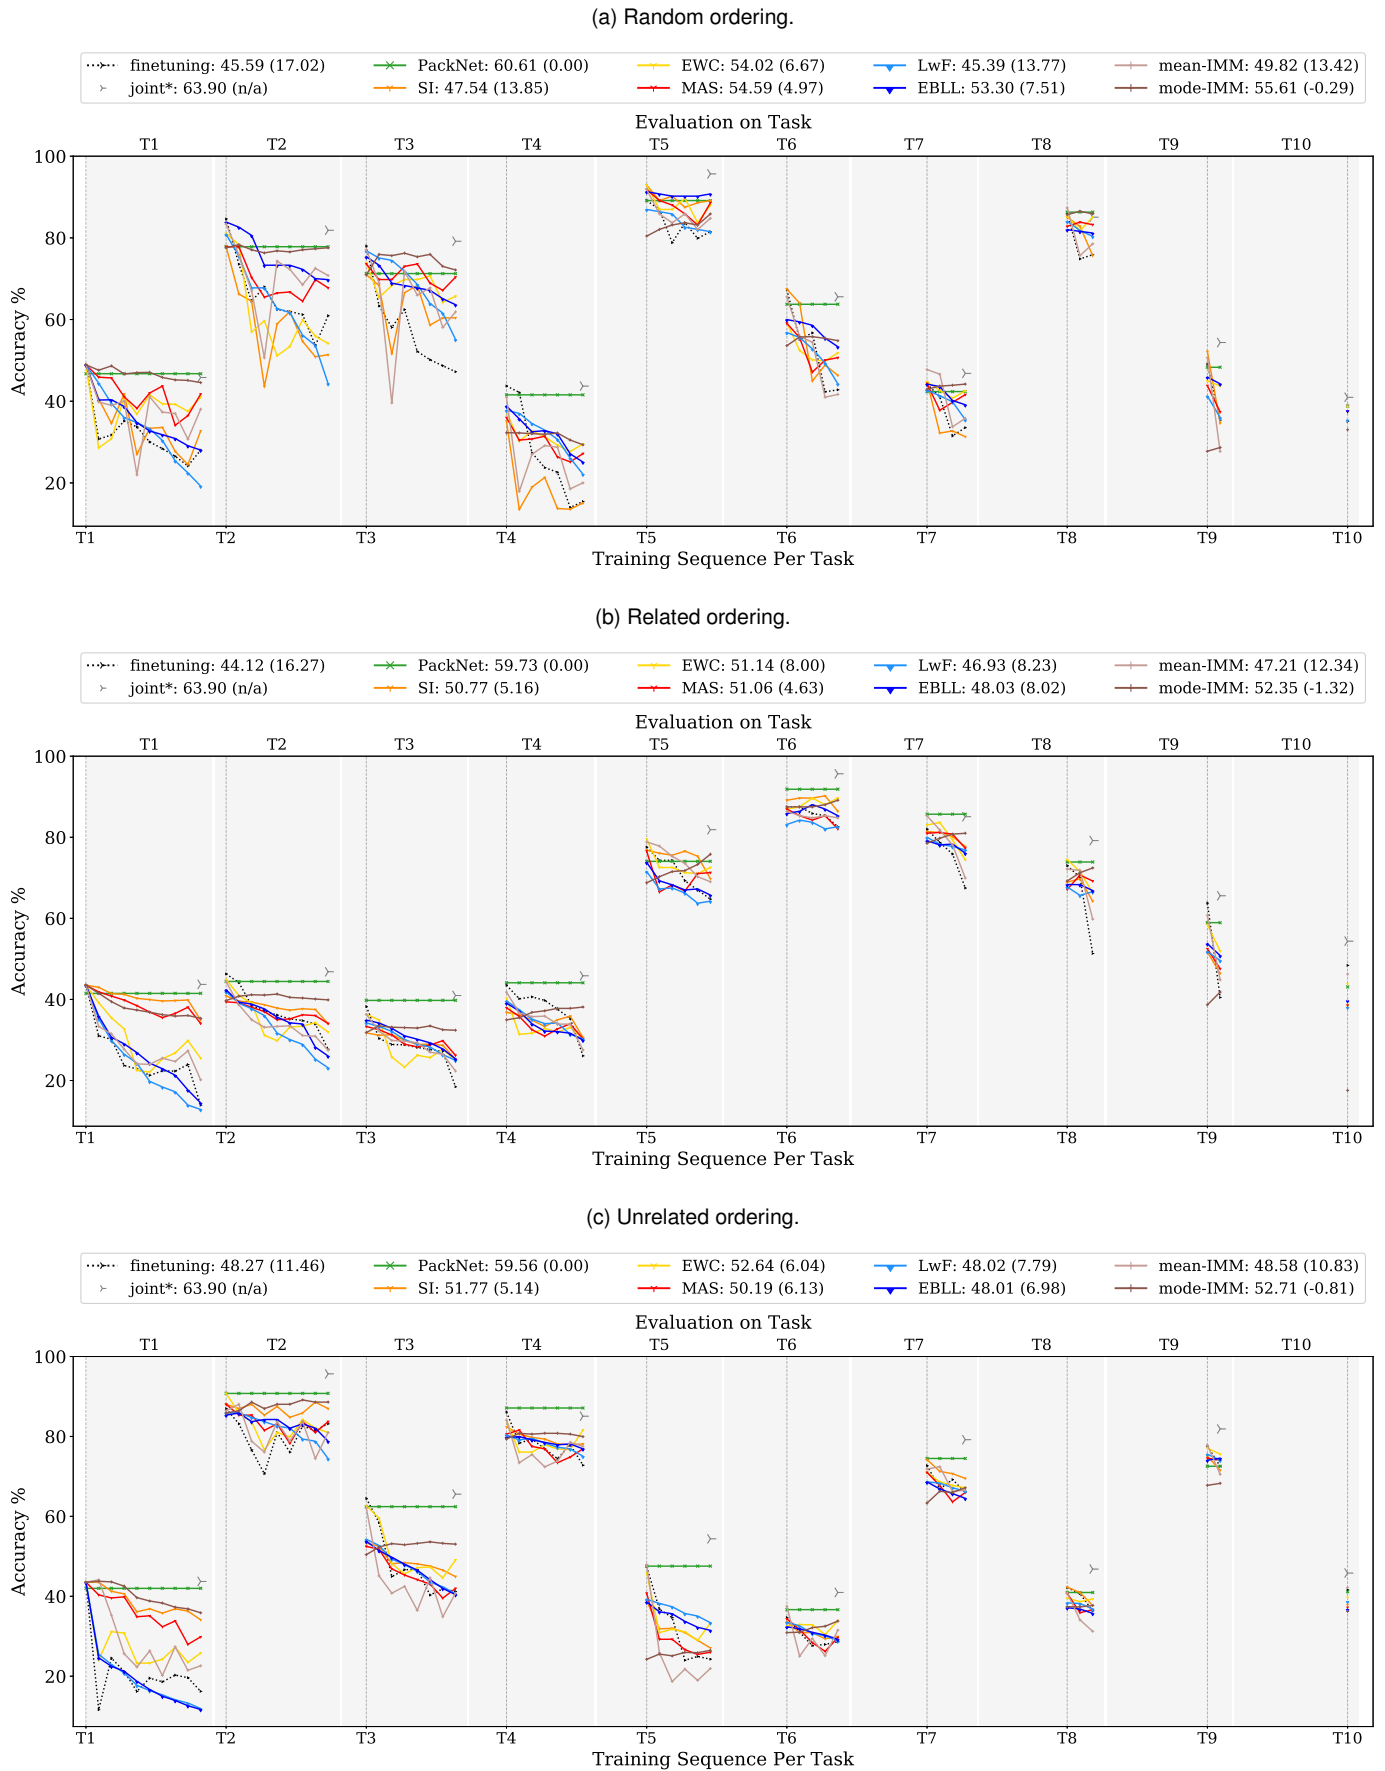 (a) Random ordering.
finetuning: 45.59 (17.02) PackNet: 60.61 (0.00) EWC: 54.02 (6.67) LwF: 45.39 (13.77) mean-IMM: 49.82 (13.42)
joint*: 63.90 (n/a) SI: 47.54 (13.85) MAS: 54.59 (4.97) EBLL: 53.30 (7.51) mode-IMM: 55.61 (-0.29)
Evaluation on Task
T1 T2 T3 T4 T5 T6 T7 T8 T9 T10
100
80
60
40
20
Accuracy %
T1 T2 T3 T4 T5 T6 T7 T8 T9 T10
Training Sequence Per Task
(b) Related ordering.
finetuning: 44.12 (16.27) PackNet: 59.73 (0.00) EWC: 51.14 (8.00) LwF: 46.93 (8.23) mean-IMM: 47.21 (12.34)
joint*: 63.90 (n/a) SI: 50.77 (5.16) MAS: 51.06 (4.63) EBLL: 48.03 (8.02) mode-IMM: 52.35 (-1.32)
Evaluation on Task
T1 T2 T3 T4 T5 T6 T7 T8 T9 T10
100
80
60
40
20
Accuracy %
T1 T2 T3 T4 T5 T6 T7 T8 T9 T10
Training Sequence Per Task
(c) Unrelated ordering.
finetuning: 48.27 (11.46) PackNet: 59.56 (0.00) EWC: 52.64 (6.04) LwF: 48.02 (7.79) mean-IMM: 48.58 (10.83)
joint*: 63.90 (n/a) SI: 51.77 (5.14) MAS: 50.19 (6.13) EBLL: 48.01 (6.98) mode-IMM: 52.71 (-0.81)
Evaluation on Task
T1 T2 T3 T4 T5 T6 T7 T8 T9 T10
100
80
60
40
20
Accuracy %
T1 T2 T3 T4 T5 T6 T7 T8 T9 T10
Training Sequence Per Task